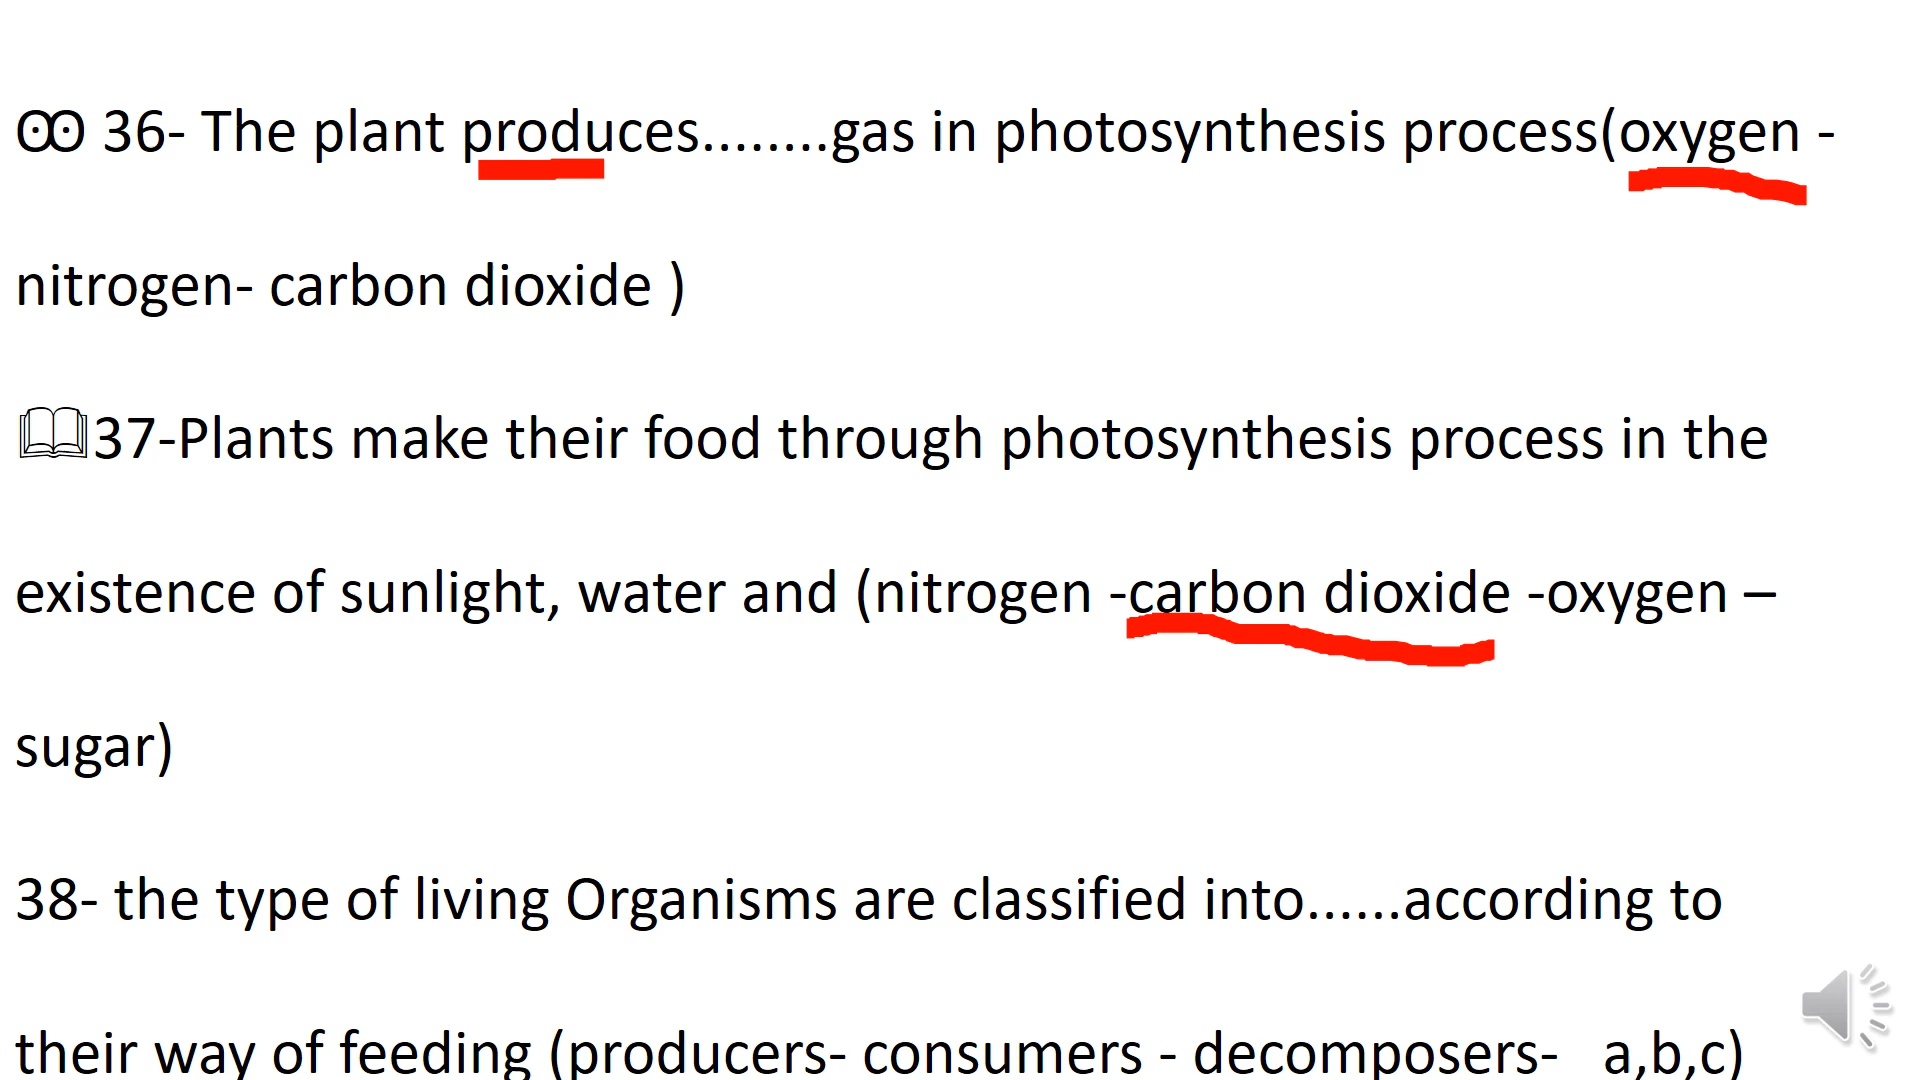 ꙭ 36- The plant produces........gas in photosynthesis process(oxygen -
nitrogen- carbon dioxide )
🕮37-Plants make their food through photosynthesis process in the
existence of sunlight, water and (nitrogen -carbon dioxide -oxygen –
sugar)
38- the type of living Organisms are classified into......according to
their way of feeding (producers- consumers - decomposers- a,b,c)